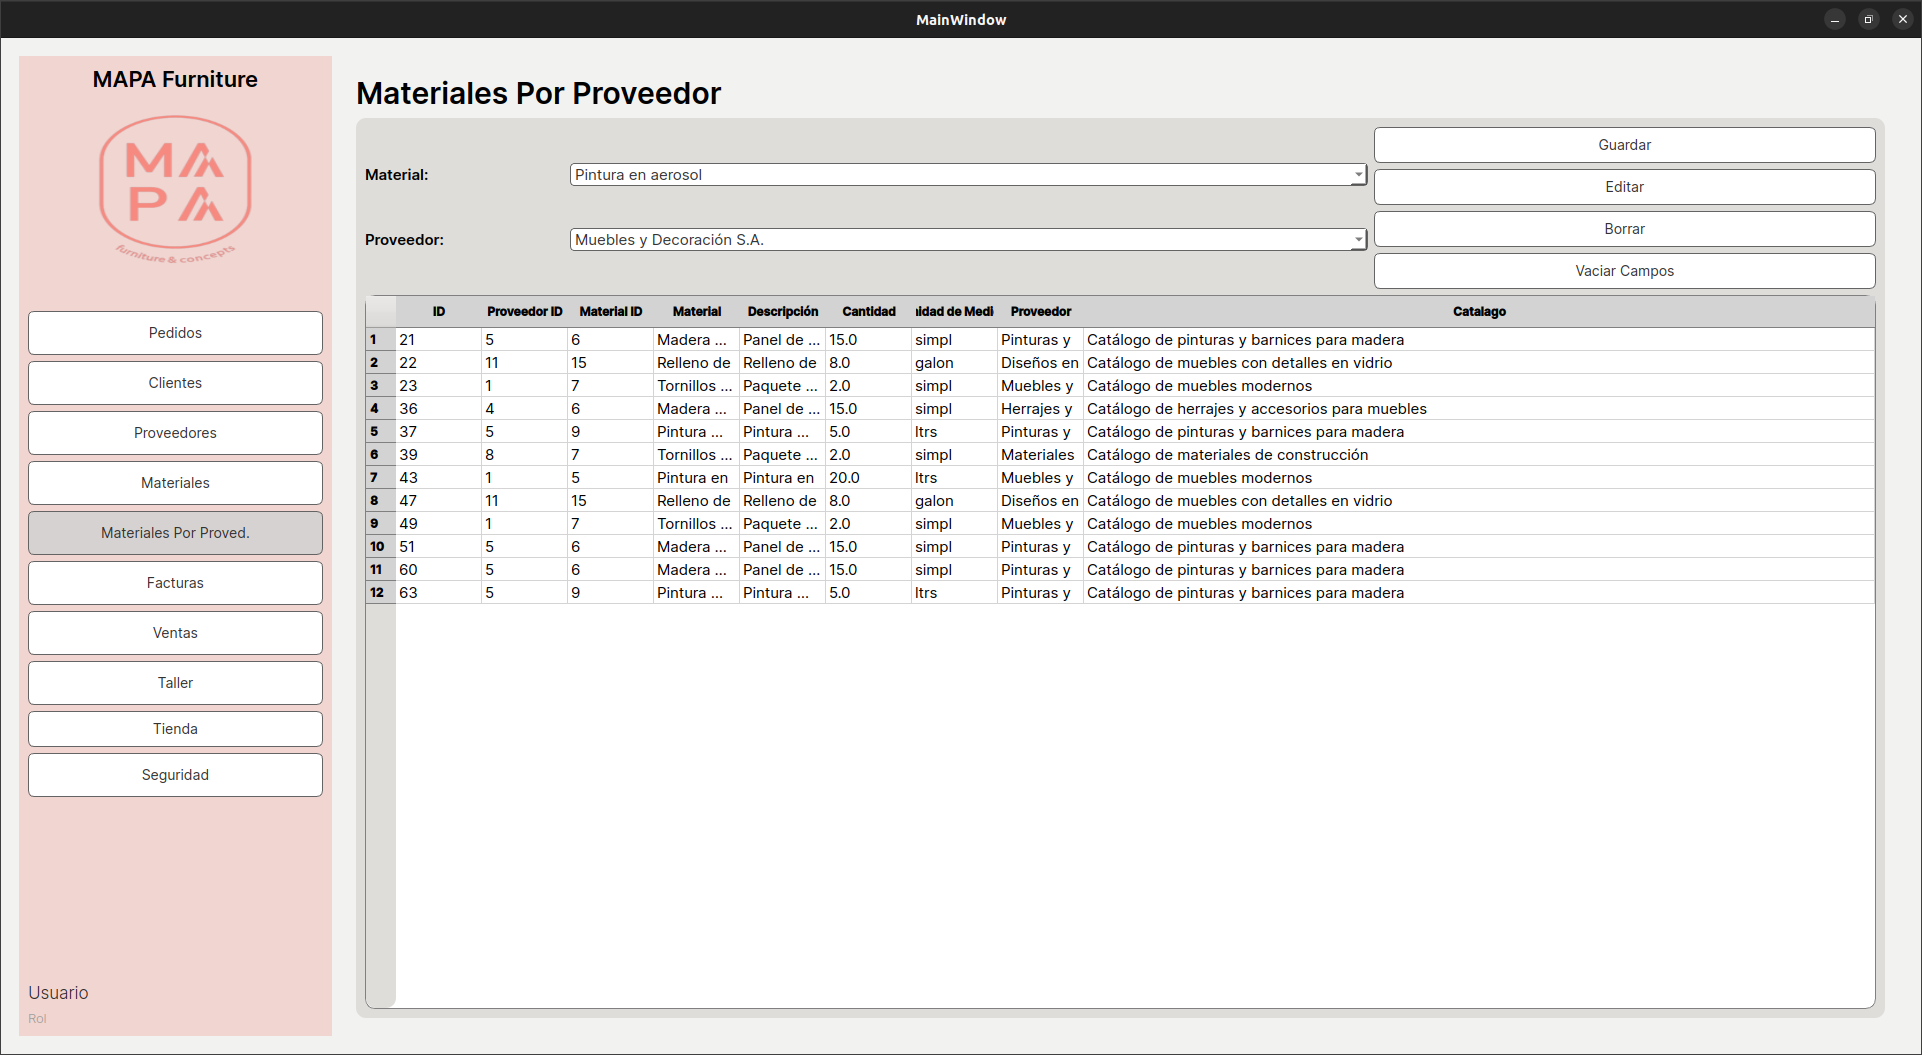 MainWindow
MAPA Furniture
MA
PA
furniture & concepts
Pedidos
Clientes
Proveedores
Materiales
Materiales Por Proved.
Facturas
Ventas
Taller
Tienda
Seguridad
Usuario
Rol
Materiales Por Proveedor
Material: Pintura en aerosol
Proveedor: Muebles y Decoración S.A.
Guardar
Editar
Borrar
Vaciar Campos
ID Proveedor ID Material ID Material Descripción Cantidad idad de Medi Proveedor Catalago
1 21 5 6 Madera ... Panel de ... 15.0 simpl Pinturas y Catálogo de pinturas y barnices para madera
2 22 11 15 Relleno de Relleno de 8.0 galon Diseños en Catálogo de muebles con detalles en vidrio
3 23 1 7 Tornillos ... Paquete ... 2.0 simpl Muebles y Catálogo de muebles modernos
4 36 4 6 Madera ... Panel de ... 15.0 simpl Herrajes y Catálogo de herrajes y accesorios para muebles
5 37 5 9 Pintura ... Pintura ... 5.0 ltrs Pinturas y Catálogo de pinturas y barnices para madera
6 39 8 7 Tornillos ... Paquete ... 2.0 simpl Materiales Catálogo de materiales de construcción
7 43 1 5 Pintura en Pintura en 20.0 ltrs Muebles y Catálogo de muebles modernos
8 47 11 15 Relleno de Relleno de 8.0 galon Diseños en Catálogo de muebles con detalles en vidrio
9 49 1 7 Tornillos ... Paquete ... 2.0 simpl Muebles y Catálogo de muebles modernos
10 51 5 6 Madera ... Panel de ... 15.0 simpl Pinturas y Catálogo de pinturas y barnices para madera
11 60 5 6 Madera ... Panel de ... 15.0 simpl Pinturas y Catálogo de pinturas y barnices para madera
12 63 5 9 Pintura ... Pintura ... 5.0 ltrs Pinturas y Catálogo de pinturas y barnices para madera